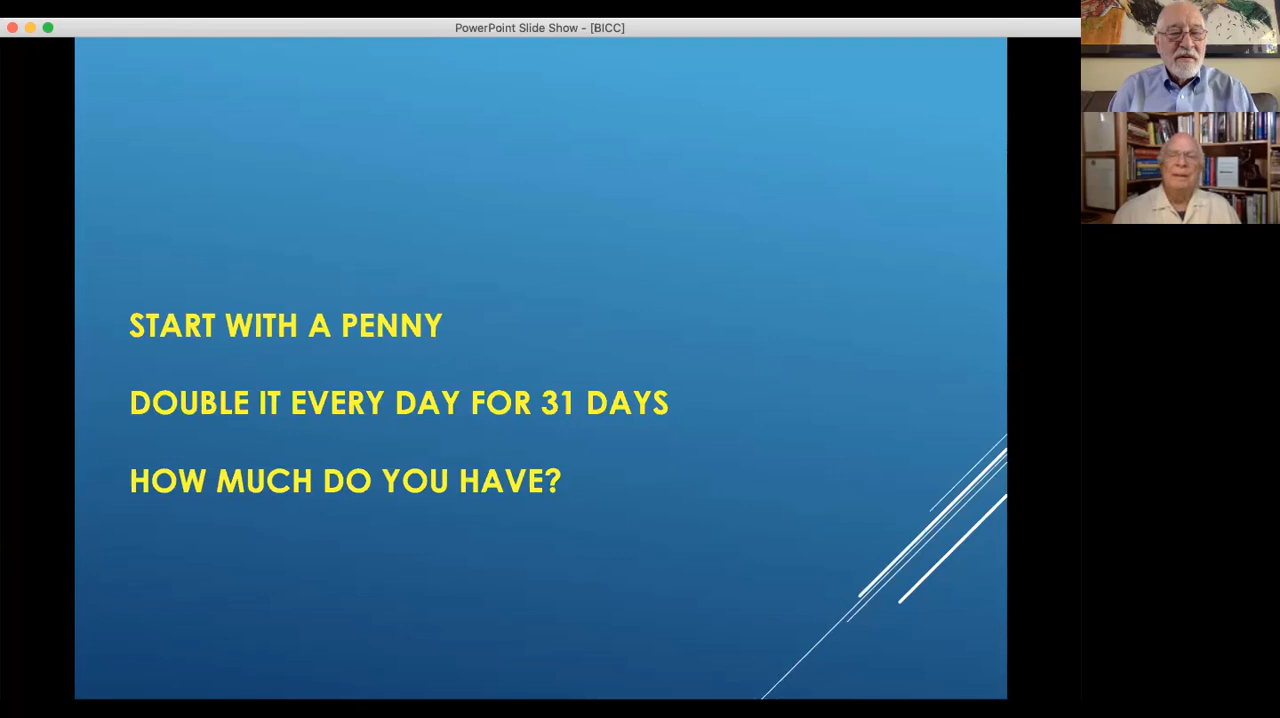 PowerPoint Slide Show - [BICC]
START WITH A PENNY
DOUBLE IT EVERY DAY FOR 31 DAYS
HOW MUCH DO YOU HAVE?